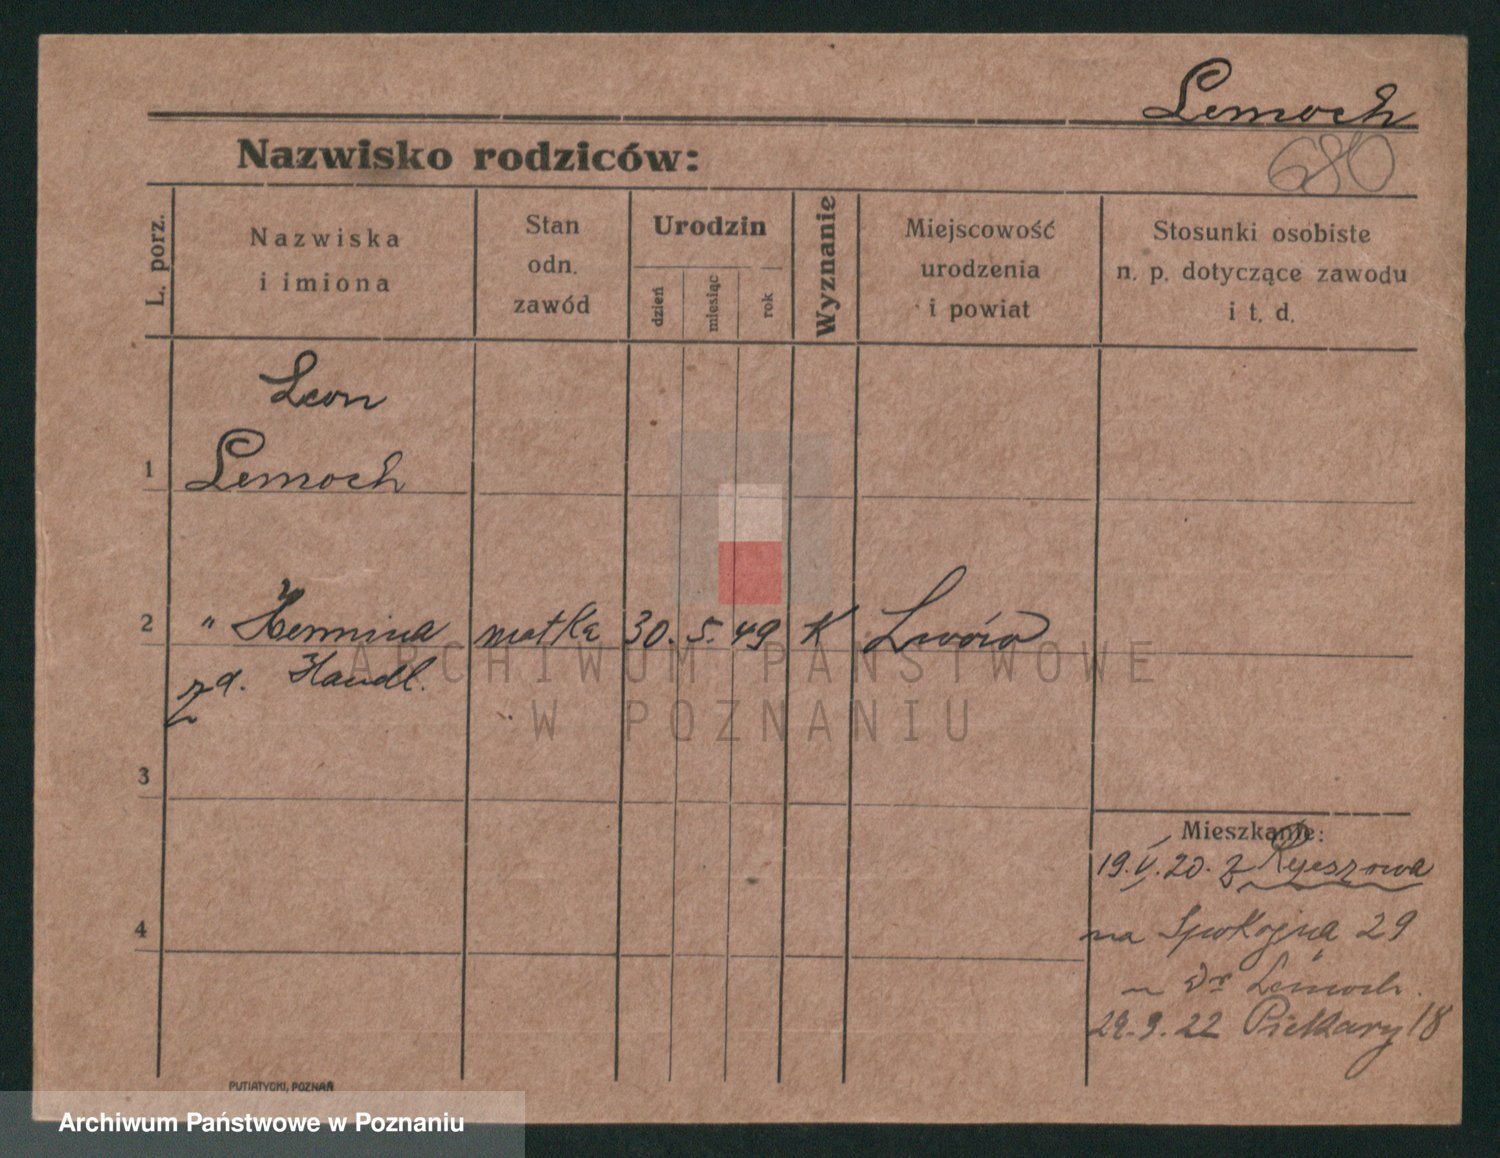 Lemoch
Nazwisko rodziców:
680
L. porz.
Nazwiska
i imiona
Stan
odn.
zawód
Urodzin
dzień
miesiąc
rok
Wyznanie
Miejscowość
urodzenia
i powiat
Stosunki osobiste
n. p. dotyczące zawodu
i t. d.
Leon
1 Lemoch
2 " Hermina matka 30. 5. 49 K Lwów
Handl.
ARCHIWUM PAŃSTWOWE
W POZNANIU
3
Mieszkanie:
19.V.20. z Rzeszowa
4
na Spokojna 29
Dr Lemoch.
29.9.22 Piekary 18
PUTIATYCKI, POZNAŃ
Archiwum Państwowe w Poznaniu